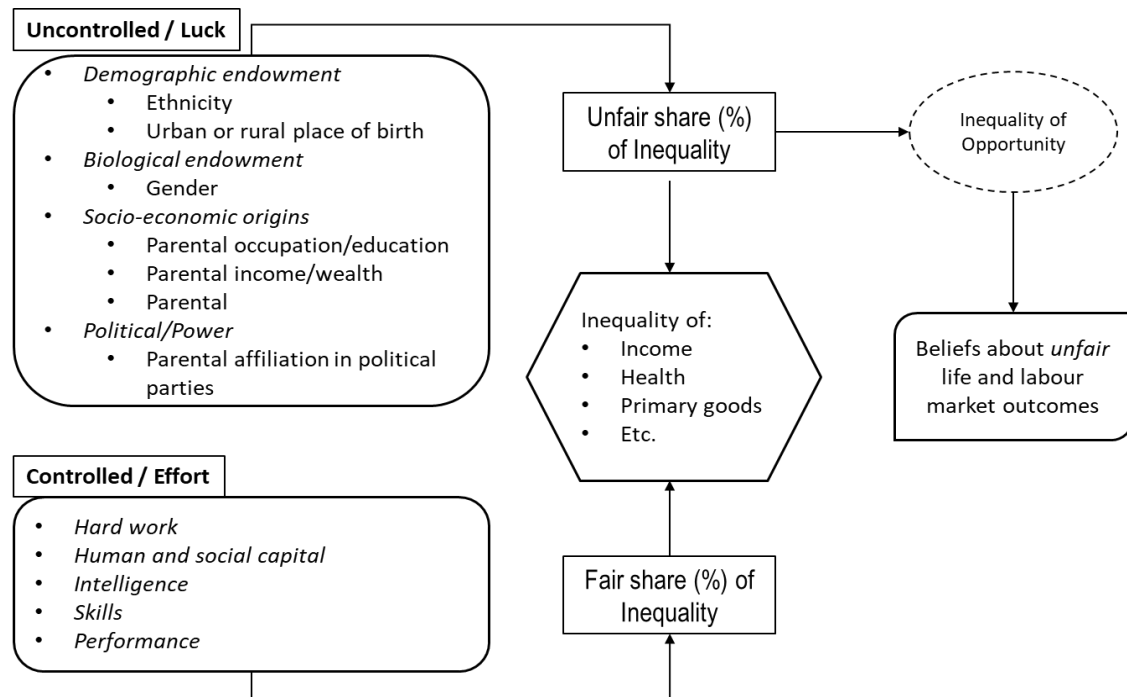 Uncontrolled / Luck
• Demographic endowment
• Ethnicity
• Urban or rural place of birth
• Biological endowment
• Gender
• Socio-economic origins
• Parental occupation/education
• Parental income/wealth
• Parental
• Political/Power
• Parental affiliation in political
parties
Unfair share (%)
of Inequality
Inequality of
Opportunity
Inequality of:
• Income
• Health
• Primary goods
• Etc.
Beliefs about unfair
life and labour
market outcomes
Controlled / Effort
• Hard work
• Human and social capital
• Intelligence
• Skills
• Performance
Fair share (%) of
Inequality